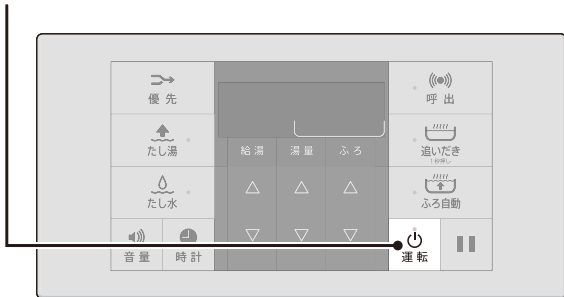 優先
呼出
たし湯
給湯 湯量 ふろ
追いだき
1秒押し
たし水
ふろ自動
音量 時計
運転